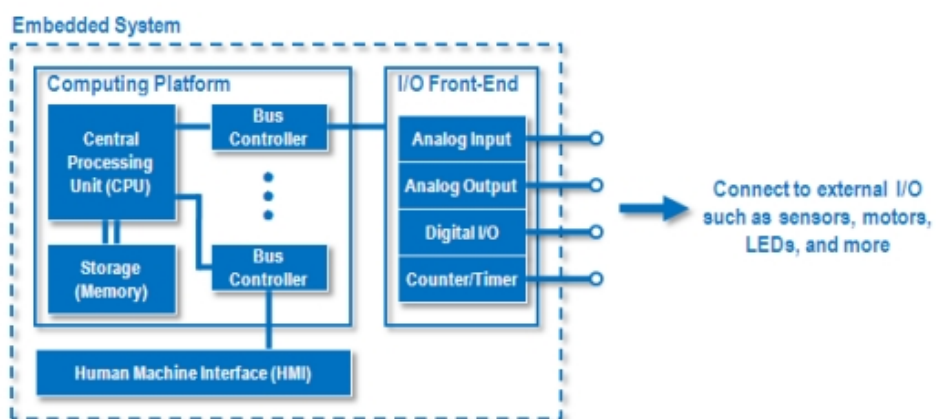 Embedded System
Computing Platform
I/O Front-End
Central
Processing
Unit (CPU)
Bus
Controller
Storage
(Memory)
Bus
Controller
Human Machine Interface (HMI)
Analog Input
Analog Output
Digital I/O
Counter/Timer
Connect to external I/O
such as sensors, motors,
LEDs, and more